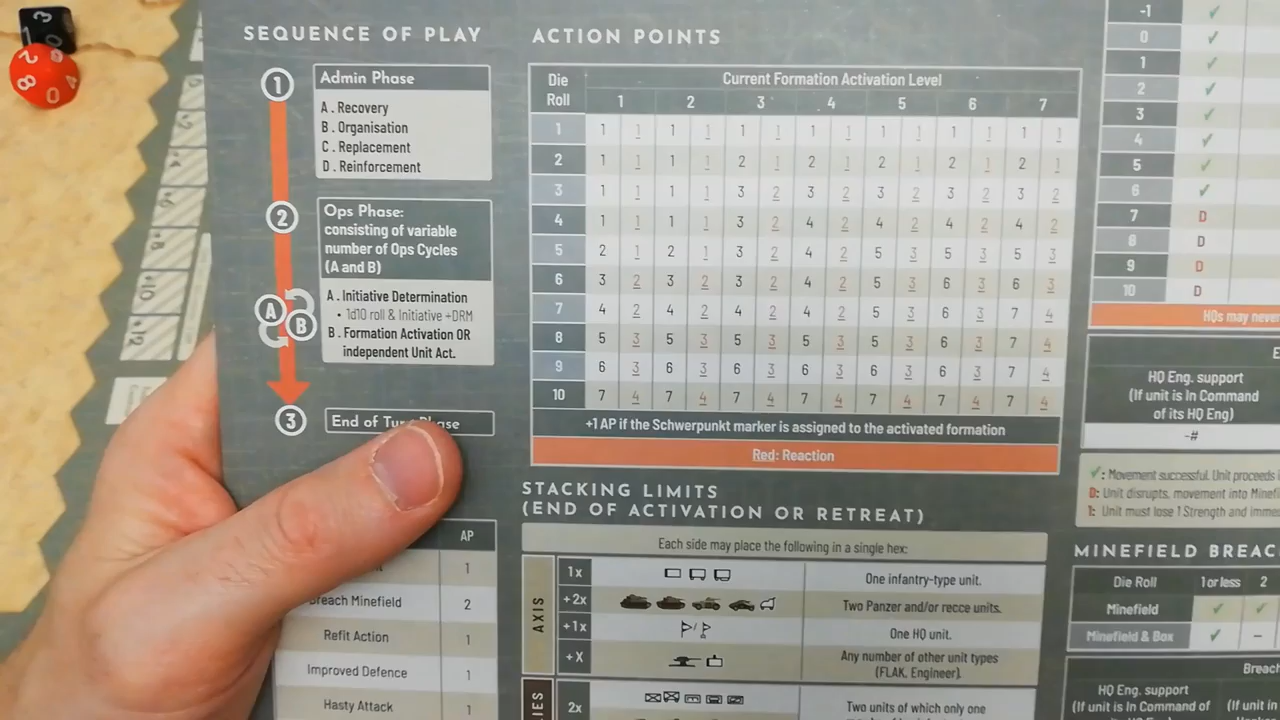 SEQUENCE OF PLAY
1
Admin Phase
A. Recovery
B. Organisation
C. Replacement
D. Reinforcement
2
Ops Phase:
consisting of variable
number of Ops Cycles
(A and B)
A
B
A. Initiative Determination
• 1d10 roll & Initiative +DRM
B. Formation Activation OR
independent Unit Act.
3
End of Turn Phase
AP
1
Breach Minefield 2
Refit Action 1
Improved Defence 1
Hasty Attack 1
ACTION POINTS
Die Roll
Current Formation Activation Level
1 2 3 4 5 6 7
1 1 1 1 1 1 1 1 1 1 1 1 1 1 1
2 1 1 1 1 2 1 2 1 2 1 2 1 2 1
3 1 1 1 1 3 2 3 2 3 2 3 2 3 2
4 1 1 1 1 3 2 4 2 4 2 4 2 4 2
5 2 1 2 1 3 2 4 2 5 3 5 3 5 3
6 3 2 3 2 3 2 4 2 5 3 6 3 6 3
7 4 2 4 2 4 2 4 2 5 3 6 3 7 4
8 5 3 5 3 5 3 5 3 5 3 6 3 7 4
9 6 3 6 3 6 3 6 3 6 3 6 3 7 4
10 7 4 7 4 7 4 7 4 7 4 7 4 7 4
+1 AP if the Schwerpunkt marker is assigned to the activated formation
Red: Reaction
STACKING LIMITS
(END OF ACTIVATION OR RETREAT)
Each side may place the following in a single hex:
AXIS
1x One infantry-type unit.
+2x Two Panzer and/or recce units.
+1x One HQ unit.
+X Any number of other unit types
(FLAK, Engineer).
2x Two units of which only one
-1
0
1
2
3
4
5
6
7 D
8 D
9 D
10 D
HQs may never
HQ Eng. support
(If unit is In Command
of its HQ Eng)
-#
✓: Movement successful. Unit proceeds
D: Unit disrupts, movement into
1: Unit must lose 1 Strength and
MINEFIELD
Die Roll 1 or less 2
Minefield ✓ ✓
Minefield & Box ✓ –
HQ Eng. support
(If unit is In Command of
(If unit in